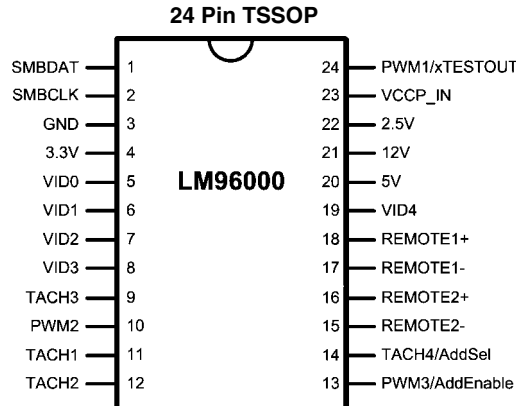 24 Pin TSSOP
SMBDAT 1 24 PWM1/xTESTOUT
SMBCLK 2 23 VCCP_IN
GND 3 22 2.5V
3.3V 4 21 12V
VID0 5 LM96000 20 5V
VID1 6 19 VID4
VID2 7 18 REMOTE1+
VID3 8 17 REMOTE1-
TACH3 9 16 REMOTE2+
PWM2 10 15 REMOTE2-
TACH1 11 14 TACH4/AddSel
TACH2 12 13 PWM3/AddEnable